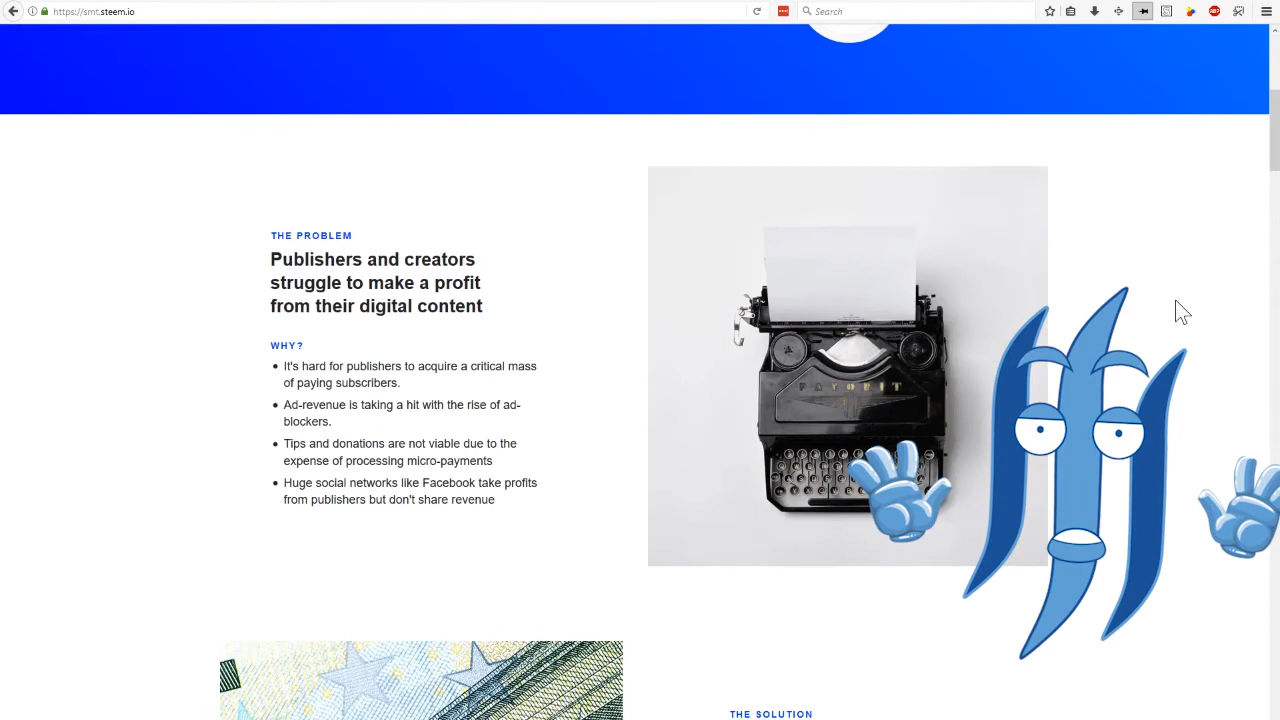 https://smt.steem.io
Search
ABP
THE PROBLEM
Publishers and creators
struggle to make a profit
from their digital content
WHY?
It's hard for publishers to acquire a critical mass
of paying subscribers.
Ad-revenue is taking a hit with the rise of ad-
blockers.
Tips and donations are not viable due to the
expense of processing micro-payments
Huge social networks like Facebook take profits
from publishers but don't share revenue
FAVORIT
THE SOLUTION